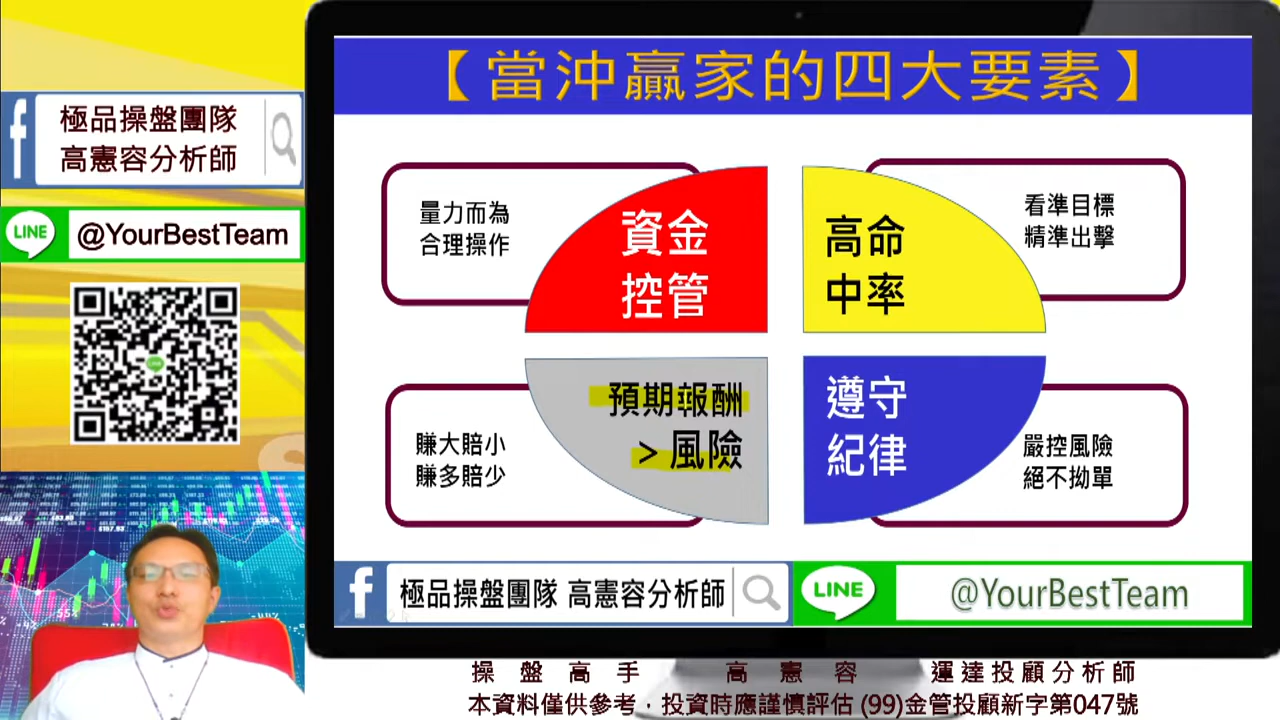 極品操盤團隊
高憲容分析師
LINE
@YourBestTeam
【當沖贏家的四大要素】
量力而為
合理操作
資金
控管
高命
中率
看準目標
精準出擊
賺大賠小
賺多賠少
預期報酬
> 風險
遵守
紀律
嚴控風險
絕不拗單
極品操盤團隊 高憲容分析師
LINE
@YourBestTeam
操盤高手 高憲容 運達投顧分析師
本資料僅供參考，投資時應謹慎評估 (99)金管投顧新字第047號